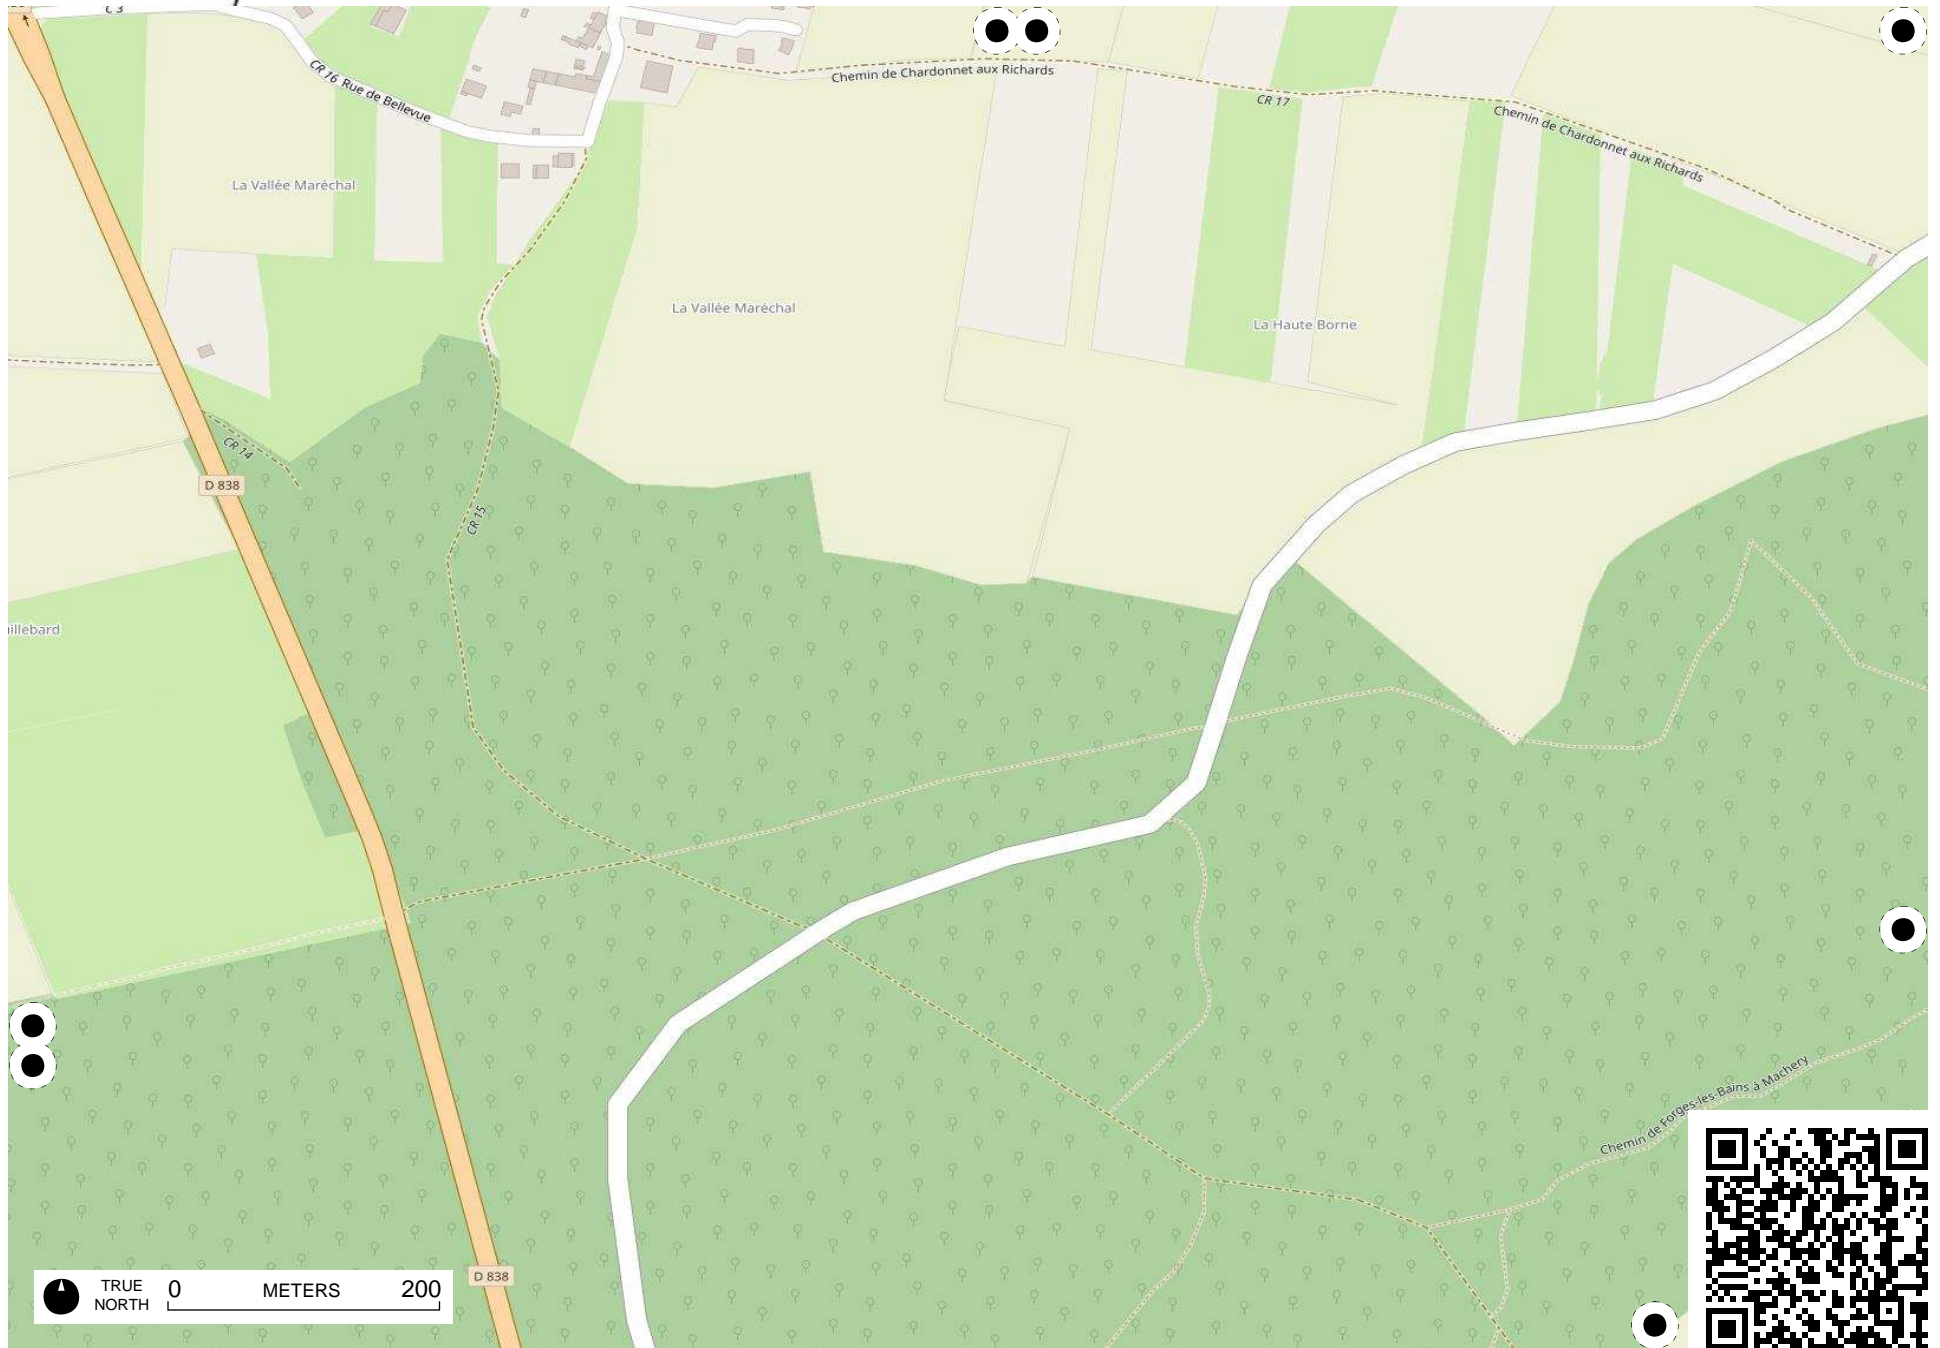 C 3
CR 16 Rue de Bellevue
Chemin de Chardonnet aux Richards
CR 17
Chemin de Chardonnet aux Richards
La Vallée Maréchal
La Vallée Maréchal
La Haute Borne
CR 14
D 838
CR 15
illebard
Chemin de Forges-les-Bains à Machery
D 838
TRUE NORTH
0 METERS 200